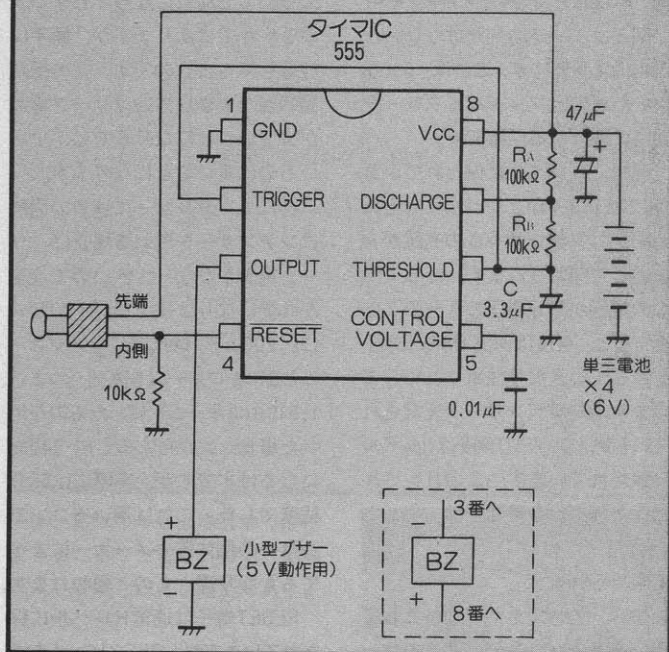 タイマIC
555
1
GND
8
Vcc
47μF
+
RA
100kΩ
TRIGGER
DISCHARGE
RB
100kΩ
OUTPUT
THRESHOLD
C
3.3μF
先端
内側
RESET
4
CONTROL
VOLTAGE
5
10kΩ
0.01μF
単三電池
×4
(6V)
+
BZ
−
小型ブザー
(5V動作用)
−
3番へ
BZ
+
8番へ